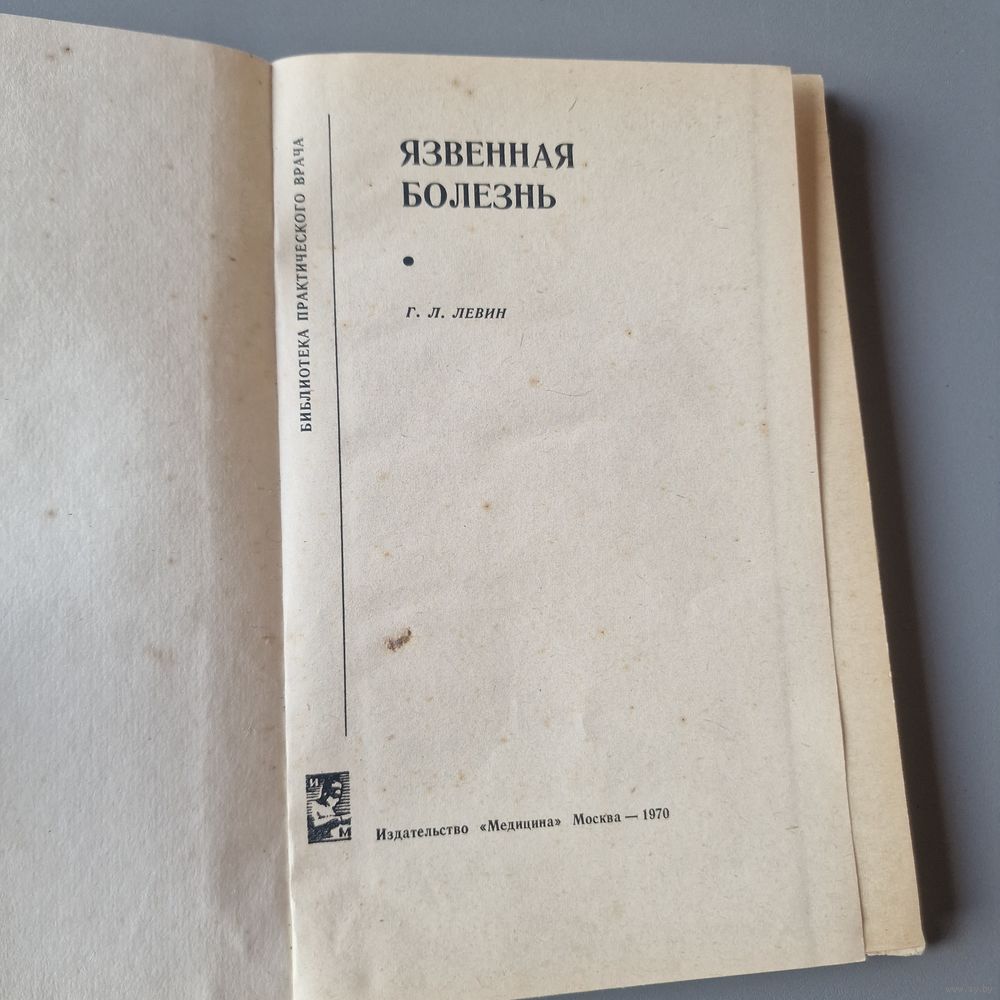 БИБЛИОТЕКА ПРАКТИЧЕСКОГО ВРАЧА
ЯЗВЕННАЯ
БОЛЕЗНЬ
Г. Л. ЛЕВИН
И
М
Издательство «Медицина» Москва — 1970